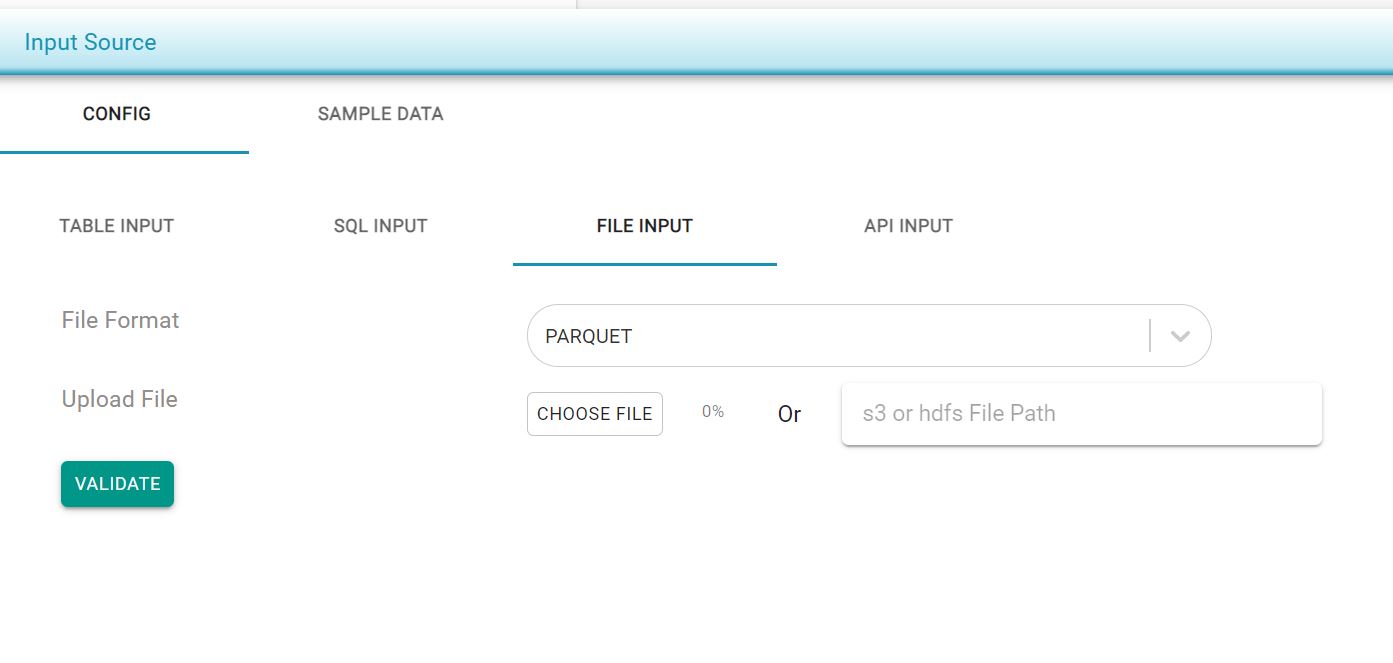 Input Source
CONFIG SAMPLE DATA
TABLE INPUT SQL INPUT FILE INPUT API INPUT
File Format PARQUET
Upload File CHOOSE FILE 0% Or s3 or hdfs File Path
VALIDATE